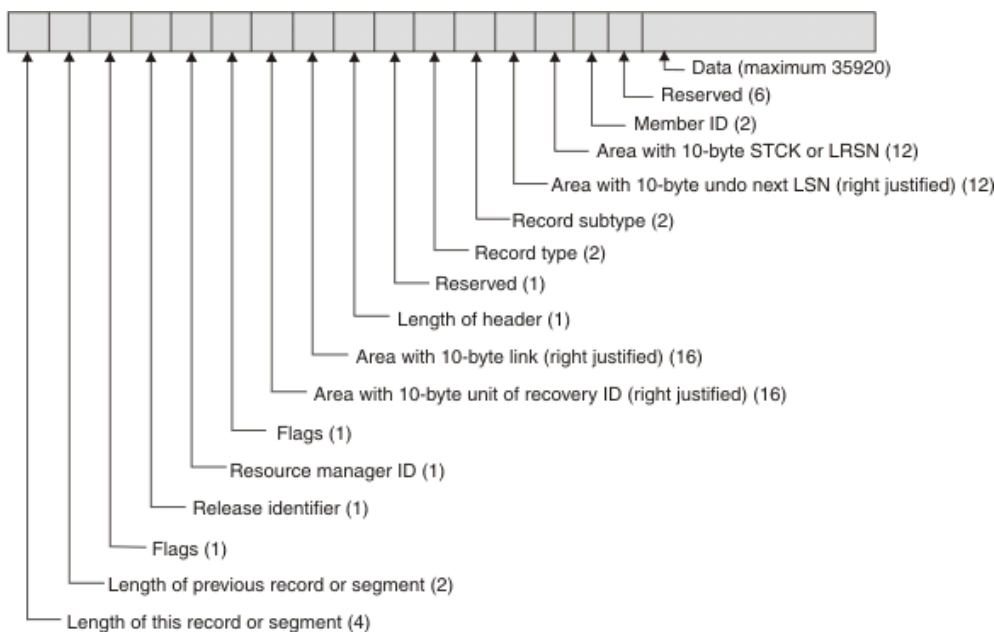 Data (maximum 35920)
Reserved (6)
Member ID (2)
Area with 10-byte STCK or LRSN (12)
Area with 10-byte undo next LSN (right justified) (12)
Record subtype (2)
Record type (2)
Reserved (1)
Length of header (1)
Area with 10-byte link (right justified) (16)
Area with 10-byte unit of recovery ID (right justified) (16)
Flags (1)
Resource manager ID (1)
Release identifier (1)
Flags (1)
Length of previous record or segment (2)
Length of this record or segment (4)